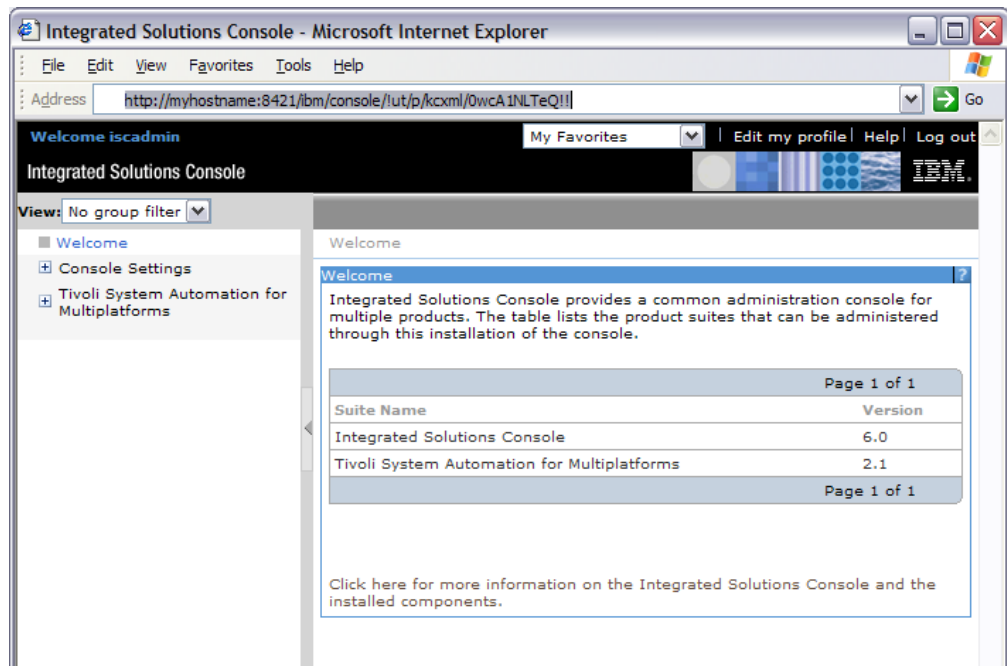 Integrated Solutions Console - Microsoft Internet Explorer
File Edit View Favorites Tools Help
Address http://myhostname:8421/ibm/console/!ut/p/kcxml/0wcA1NLTeQ!! Go
Welcome iscadmin My Favorites | Edit my profile | Help | Log out
Integrated Solutions Console IBM.
View: No group filter
Welcome
Console Settings
Tivoli System Automation for
Multiplatforms
Welcome
Welcome ?
Integrated Solutions Console provides a common administration console for
multiple products. The table lists the product suites that can be administered
through this installation of the console.
Page 1 of 1
Suite Name Version
Integrated Solutions Console 6.0
Tivoli System Automation for Multiplatforms 2.1
Page 1 of 1
Click here for more information on the Integrated Solutions Console and the
installed components.